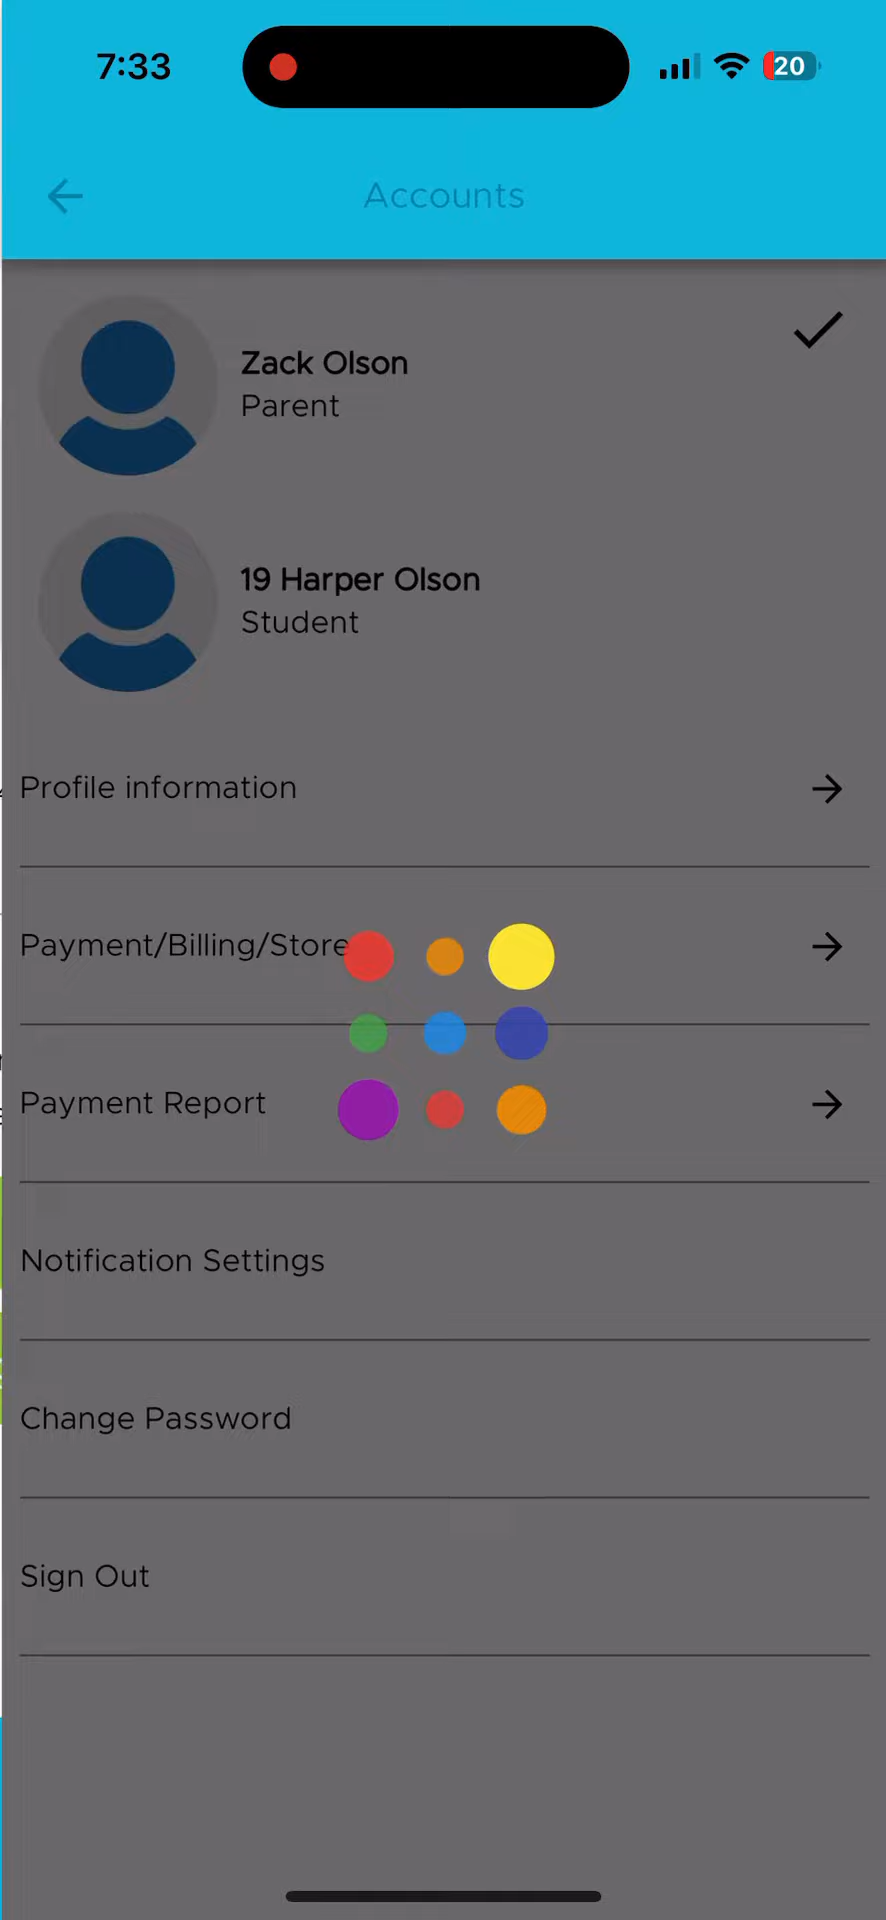 7:33
20
Accounts
Zack Olson
Parent
19 Harper Olson
Student
Profile information
Payment/Billing/Store
Payment Report
Notification Settings
Change Password
Sign Out